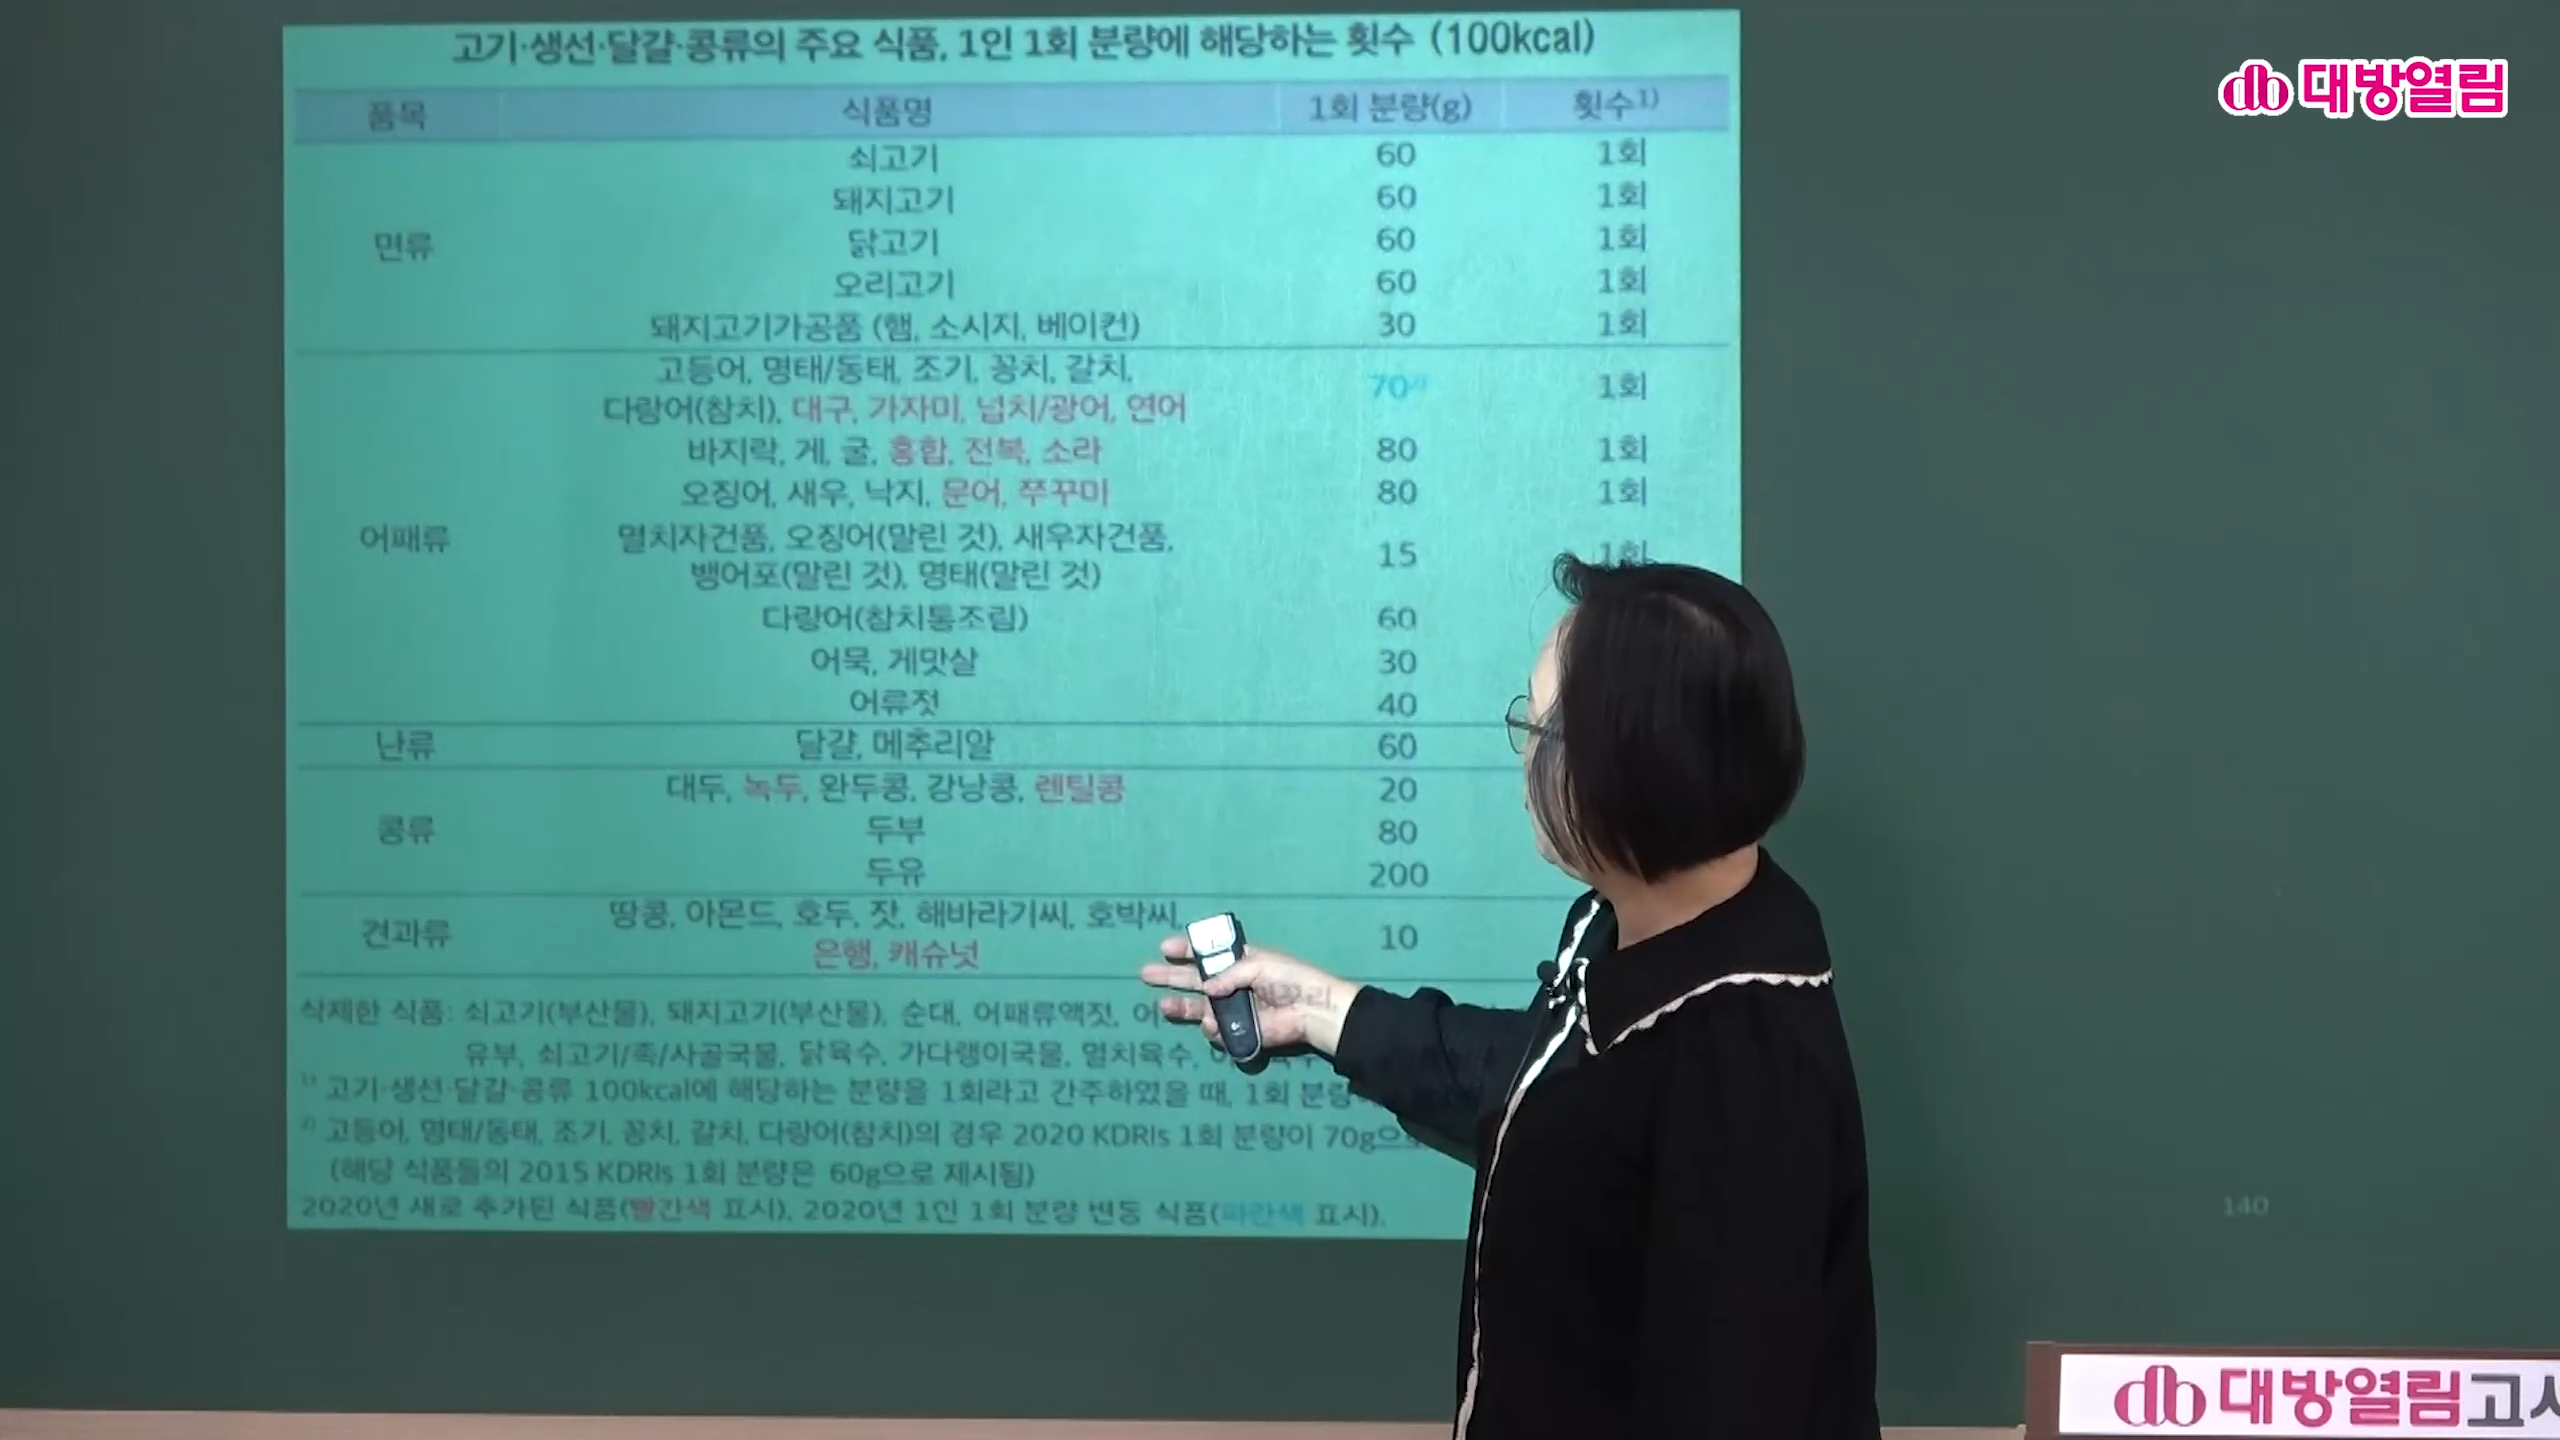 고기·생선·달걀·콩류의 주요 식품, 1인 1회 분량에 해당하는 횟수 (100kcal)
대방열림
품목 식품명 1회 분량(g) 횟수1)
쇠고기 60 1회
돼지고기 60 1회
면류 닭고기 60 1회
오리고기 60 1회
돼지고기가공품 (햄, 소시지, 베이컨) 30 1회
고등어, 명태/동태, 조기, 꽁치, 갈치,
다랑어(참치), 대구, 가자미, 넙치/광어, 연어 702) 1회
바지락, 게, 굴, 홍합, 전복, 소라 80 1회
오징어, 새우, 낙지, 문어, 쭈꾸미 80 1회
어패류 멸치자건품, 오징어(말린 것), 새우자건품,
뱅어포(말린 것), 명태(말린 것) 15 1회
다랑어(참치통조림) 60
어묵, 게맛살 30
어류젓 40
난류 달걀, 메추리알 60
대두, 녹두, 완두콩, 강낭콩, 렌틸콩 20
콩류 두부 80
두유 200
견과류 땅콩, 아몬드, 호두, 잣, 해바라기씨, 호박씨,
은행, 캐슈넛 10
삭제한 식품: 쇠고기(부산물), 돼지고기(부산물), 순대, 어패류액젓,
유부, 쇠고기/족/사골국물, 닭육수, 가다랭이국물, 멸치육수,
1) 고기·생선·달걀·콩류 100kcal에 해당하는 분량을 1회라고 간주하였을 때, 1회 분량
2) 고등어, 명태/동태, 조기, 꽁치, 갈치, 다랑어(참치)의 경우 2020 KDRIs 1회 분량이 70g으로
(해당 식품들의 2015 KDRIs 1회 분량은 60g으로 제시됨)
2020년 새로 추가된 식품(빨간색 표시), 2020년 1인 1회 분량 변동 식품(파란색 표시).
140
대방열림고시